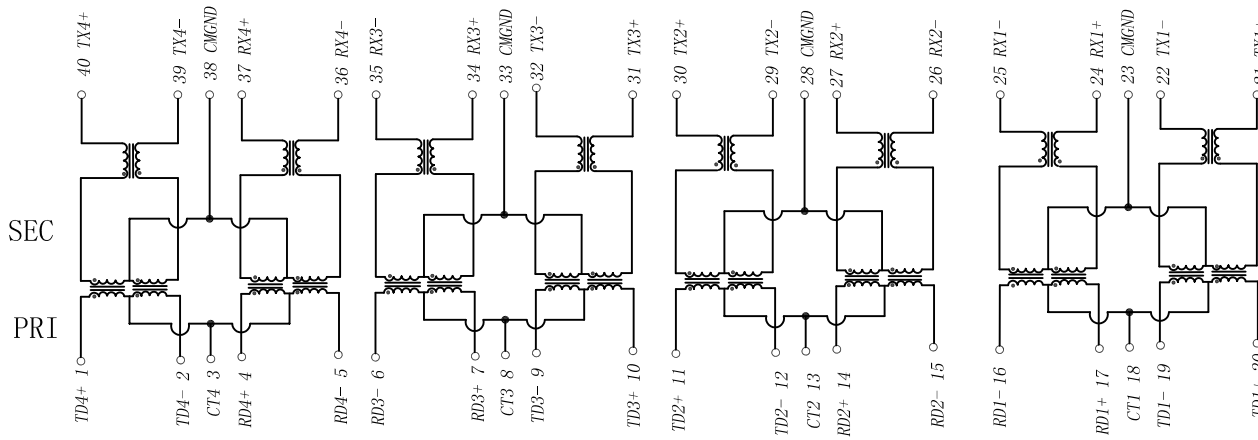 40 TX4+
39 TX4-
38 CMGND
37 RX4+
36 RX4-
35 RX3-
34 RX3+
33 CMGND
32 TX3-
31 TX3+
30 TX2+
29 TX2-
28 CMGND
27 RX2+
26 RX2-
25 RX1-
24 RX1+
23 CMGND
22 TX1-
21 TX1+
SEC
PRI
TD4+ 1
TD4- 2
CT4 3
RD4+ 4
RD4- 5
RD3- 6
RD3+ 7
CT3 8
TD3- 9
TD3+ 10
TD2+ 11
TD2- 12
CT2 13
RD2+ 14
RD2- 15
RD1- 16
RD1+ 17
CT1 18
TD1- 19
TD1+ 20